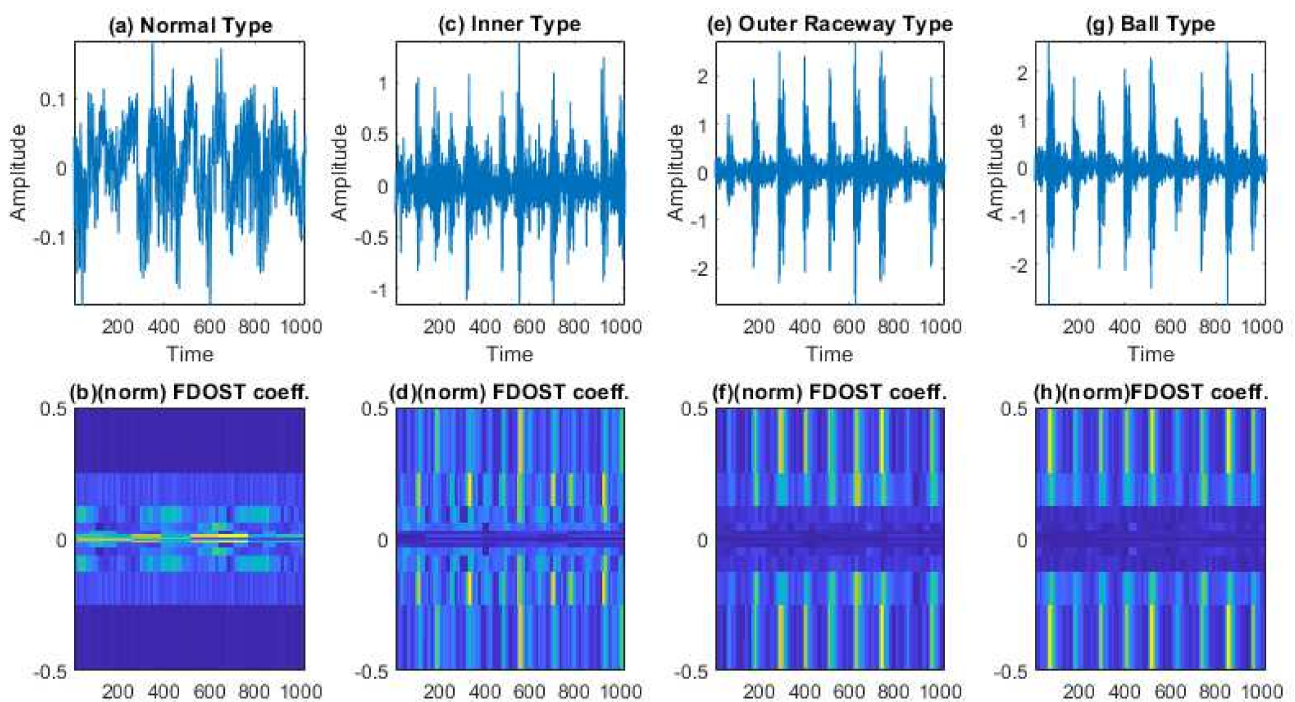 (a) Normal Type
(c) Inner Type
(e) Outer Raceway Type
(g) Ball Type
Amplitude
0.1
0
-0.1
200 400 600 800 1000
Time
Amplitude
1
0.5
0
-0.5
-1
200 400 600 800 1000
Time
Amplitude
2
1
0
-1
-2
200 400 600 800 1000
Time
Amplitude
2
1
0
-1
-2
200 400 600 800 1000
Time
(b)(norm) FDOST coeff.
(d)(norm) FDOST coeff.
(f)(norm) FDOST coeff.
(h)(norm)FDOST coeff.
0.5
0
-0.5
200 400 600 800 1000
0.5
0
-0.5
200 400 600 800 1000
0.5
0
-0.5
200 400 600 800 1000
0.5
0
-0.5
200 400 600 800 1000